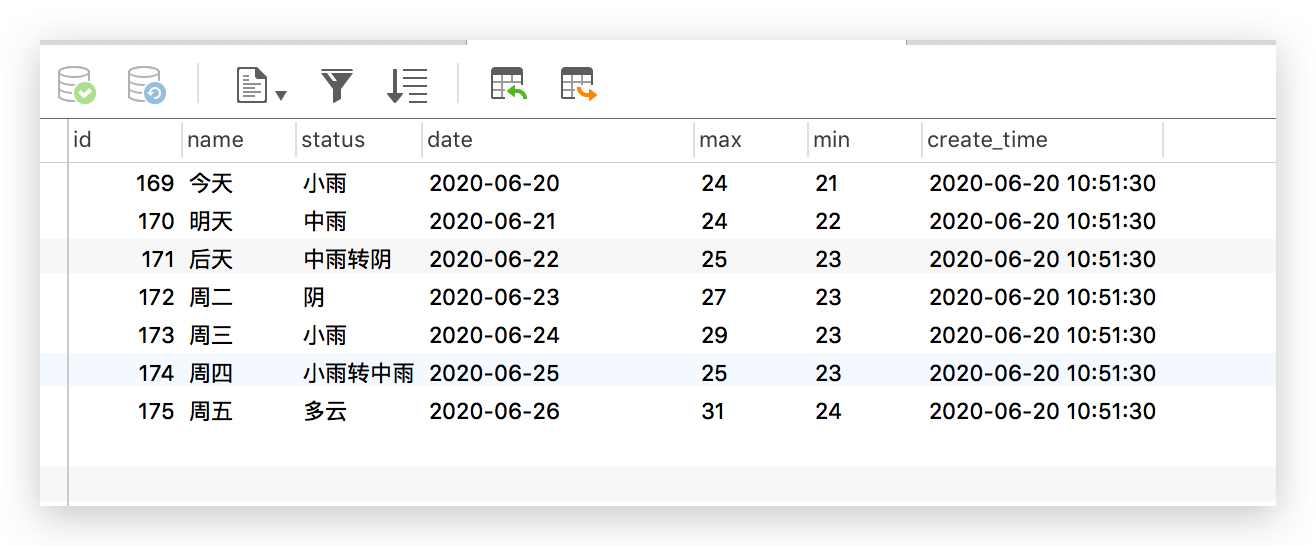 id name status date max min create_time
169 今天 小雨 2020-06-20 24 21 2020-06-20 10:51:30
170 明天 中雨 2020-06-21 24 22 2020-06-20 10:51:30
171 后天 中雨转阴 2020-06-22 25 23 2020-06-20 10:51:30
172 周二 阴 2020-06-23 27 23 2020-06-20 10:51:30
173 周三 小雨 2020-06-24 29 23 2020-06-20 10:51:30
174 周四 小雨转中雨 2020-06-25 25 23 2020-06-20 10:51:30
175 周五 多云 2020-06-26 31 24 2020-06-20 10:51:30